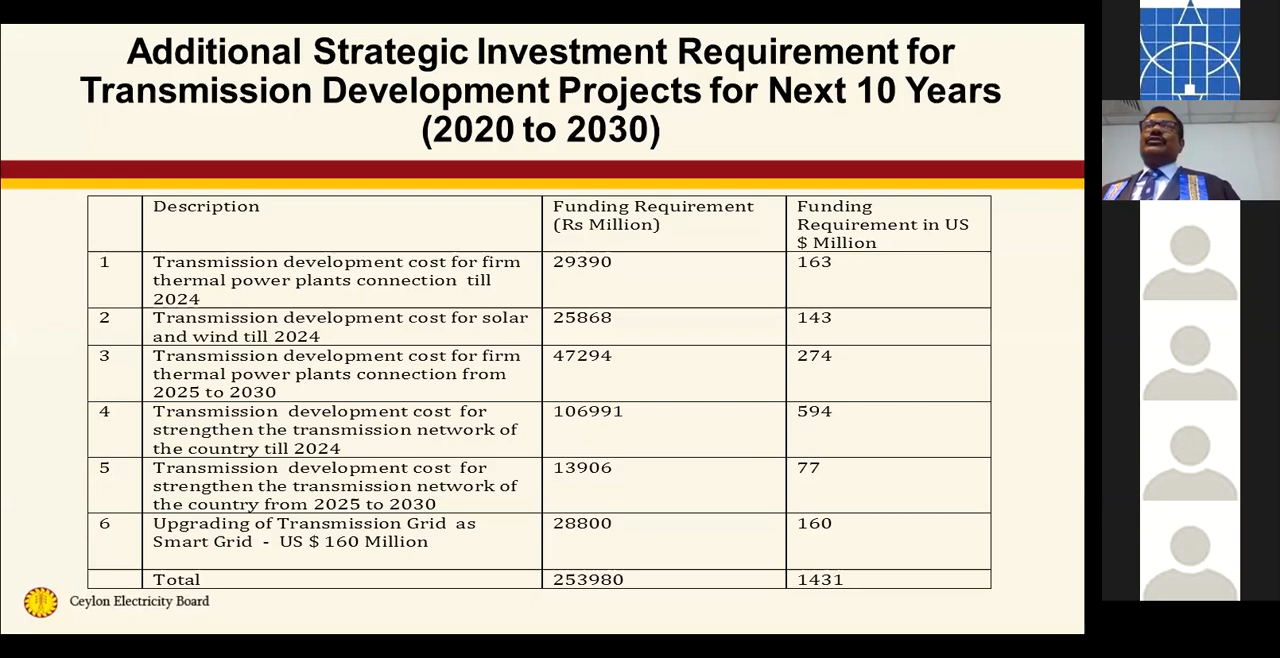 Additional Strategic Investment Requirement for
Transmission Development Projects for Next 10 Years
(2020 to 2030)
Description
Funding Requirement
(Rs Million)
Funding
Requirement in US
$ Million
1
Transmission development cost for firm
thermal power plants connection till
2024
29390
163
2
Transmission development cost for solar
and wind till 2024
25868
143
3
Transmission development cost for firm
thermal power plants connection from
2025 to 2030
47294
274
4
Transmission development cost for
strengthen the transmission network of
the country till 2024
106991
594
5
Transmission development cost for
strengthen the transmission network of
the country from 2025 to 2030
13906
77
6
Upgrading of Transmission Grid as
Smart Grid - US $ 160 Million
28800
160
Total
253980
1431
Ceylon Electricity Board